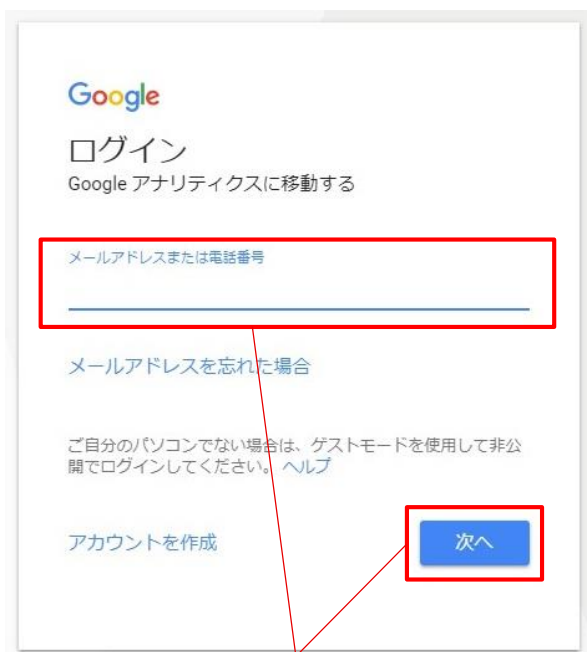 Google
ログイン
Google アナリティクスに移動する
メールアドレスまたは電話番号
メールアドレスを忘れた場合
ご自分のパソコンでない場合は、ゲストモードを使用して非公
開でログインしてください。 ヘルプ
アカウントを作成
次へ